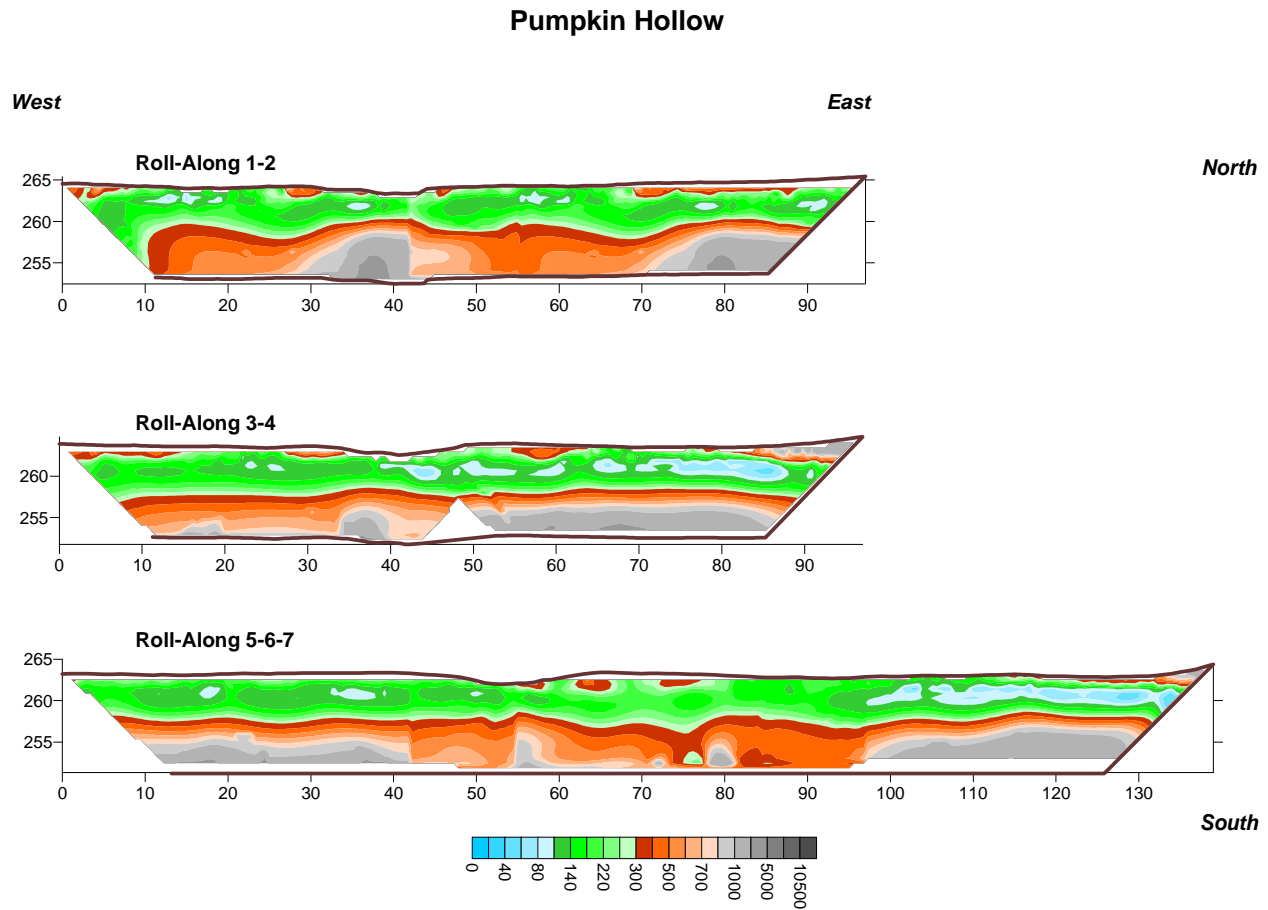 Pumpkin Hollow
West East
Roll-Along 1-2
North
265
260
255
0 10 20 30 40 50 60 70 80 90
Roll-Along 3-4
260
255
0 10 20 30 40 50 60 70 80 90
Roll-Along 5-6-7
265
260
255
0 10 20 30 40 50 60 70 80 90 100 110 120 130
South
0 40 80 140 220 300 500 700 1000 5000 10500